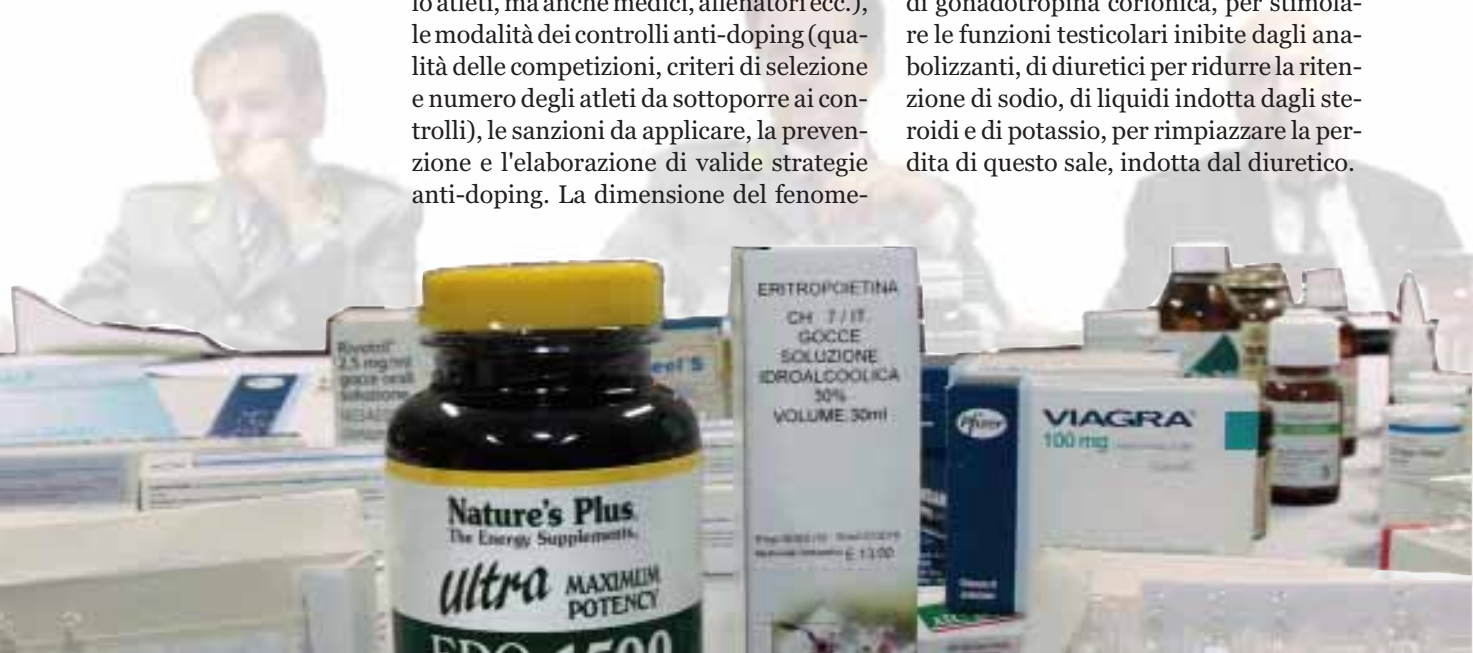 lo atleti, ma anche medici, allenatori ecc.),
le modalità dei controlli anti-doping (qua-
lità delle competizioni, criteri di selezione
e numero degli atleti da sottoporre ai con-
trolli), le sanzioni da applicare, la preven-
zione e l'elaborazione di valide strategie
anti-doping. La dimensione del fenome-
di gonadotropina corionica, per stimola-
re le funzioni testicolari inibite dagli ana-
bolizzanti, di diuretici per ridurre la riten-
zione di sodio, di liquidi indotta dagli ste-
roidi e di potassio, per rimpiazzare la per-
dita di questo sale, indotta dal diuretico.
Rivotril
2,5 mg/ml
gocce orali
soluzione
Nature's Plus
The Energy Supplements
ultra MAXIMUM
POTENCY
1500
ERITROPOIETINA
CH 7 / IT
GOCCE
SOLUZIONE
IDROALCOOLICA
30%
VOLUME 30ml
£ 13.00
Pfizer
VIAGRA
100 mg